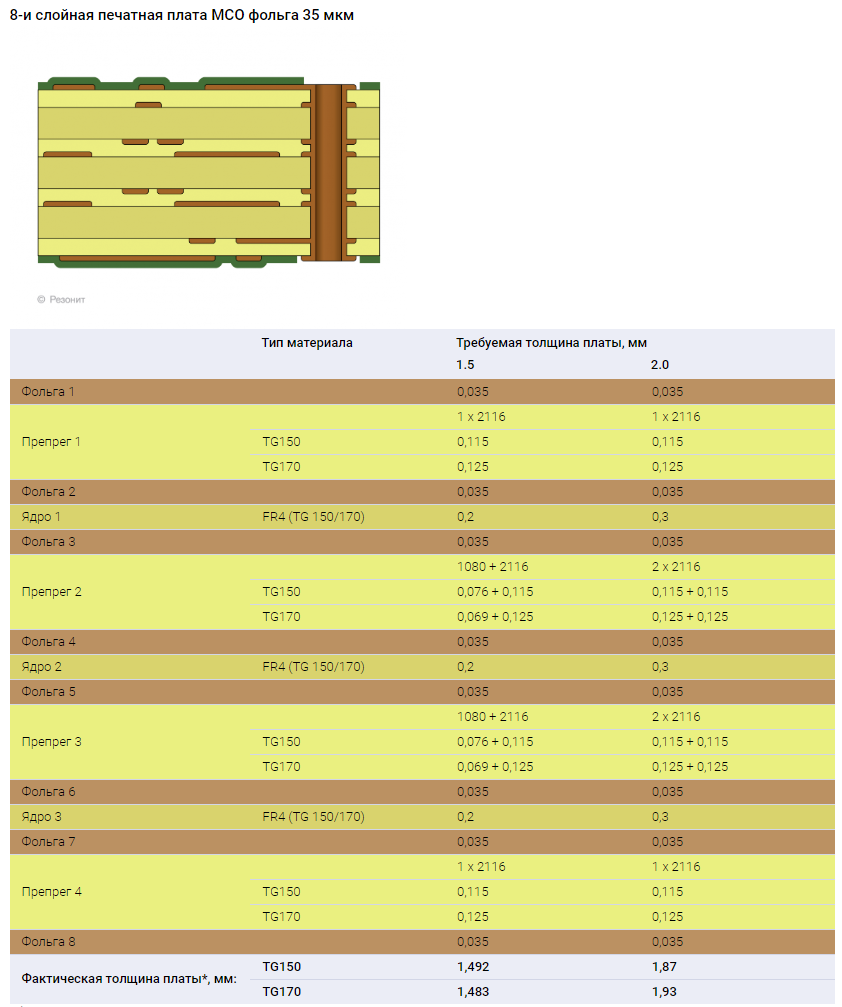 8-и слойная печатная плата МСО фольга 35 мкм
© Резонит
Тип материала Требуемая толщина платы, мм
1.5 2.0
Фольга 1 0,035 0,035
1 x 2116 1 x 2116
Препрег 1 TG150 0,115 0,115
TG170 0,125 0,125
Фольга 2 0,035 0,035
Ядро 1 FR4 (TG 150/170) 0,2 0,3
Фольга 3 0,035 0,035
1080 + 2116 2 x 2116
Препрег 2 TG150 0,076 + 0,115 0,115 + 0,115
TG170 0,069 + 0,125 0,125 + 0,125
Фольга 4 0,035 0,035
Ядро 2 FR4 (TG 150/170) 0,2 0,3
Фольга 5 0,035 0,035
1080 + 2116 2 x 2116
Препрег 3 TG150 0,076 + 0,115 0,115 + 0,115
TG170 0,069 + 0,125 0,125 + 0,125
Фольга 6 0,035 0,035
Ядро 3 FR4 (TG 150/170) 0,2 0,3
Фольга 7 0,035 0,035
1 x 2116 1 x 2116
Препрег 4 TG150 0,115 0,115
TG170 0,125 0,125
Фольга 8 0,035 0,035
Фактическая толщина платы*, мм: TG150 1,492 1,87
TG170 1,483 1,93